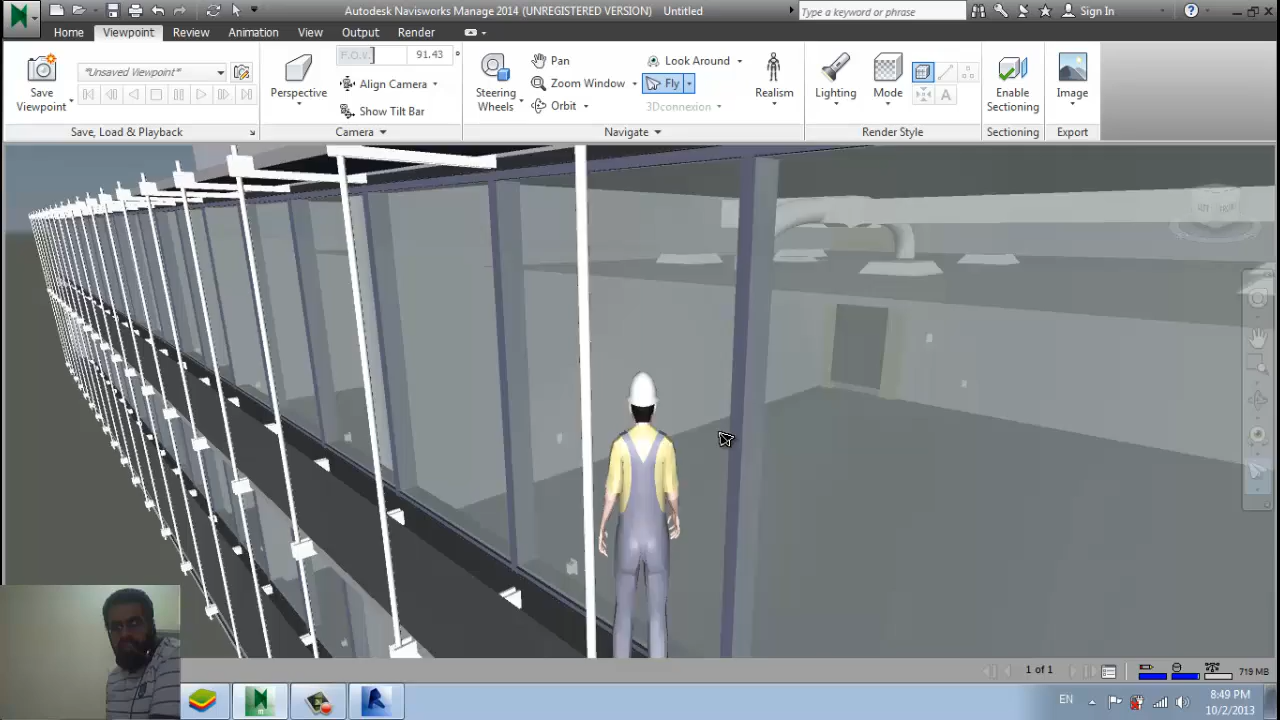 Autodesk Navisworks Manage 2014 (UNREGISTERED VERSION) Untitled
Type a keyword or phrase
Sign In
Home Viewpoint Review Animation View Output Render
Save Viewpoint
*Unsaved Viewpoint*
Save, Load & Playback
Perspective
F.O.V. 91.43 °
Align Camera
Show Tilt Bar
Camera
Steering Wheels
Pan
Zoom Window
Orbit
Look Around
Fly
3Dconnexion
Navigate
Realism
Lighting
Mode
Render Style
Enable Sectioning
Sectioning
Image
Export
1 of 1
719 MB
EN
8:49 PM
10/2/2013